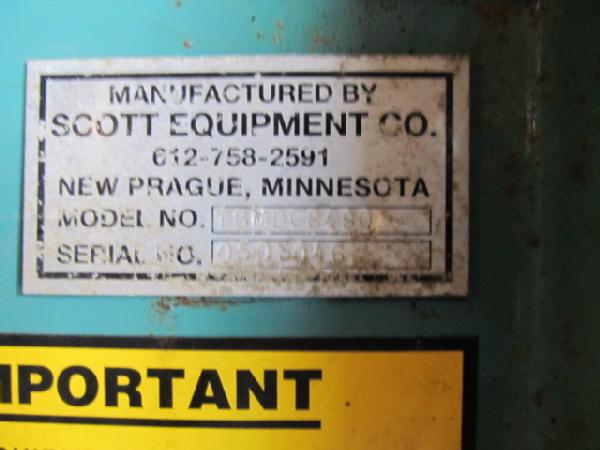 MANUFACTURED BY
SCOTT EQUIPMENT CO.
612-758-2591
NEW PRAGUE, MINNESOTA
MODEL NO.
SERIAL NO.
IMPORTANT